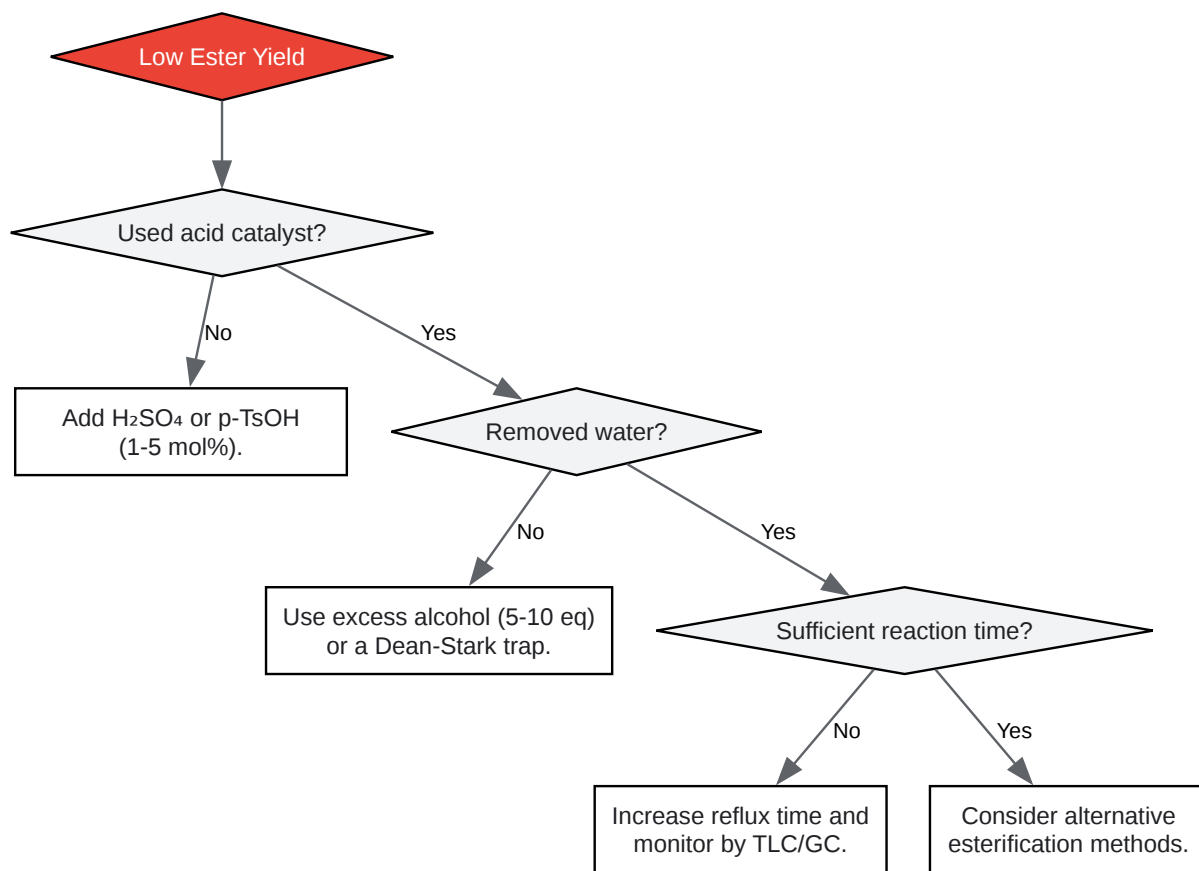 Low Ester Yield
Used acid catalyst?
No
Yes
Add H₂SO₄ or p-TsOH
(1-5 mol%).
Removed water?
No
Yes
Use excess alcohol (5-10 eq)
or a Dean-Stark trap.
Sufficient reaction time?
No
Yes
Increase reflux time and
monitor by TLC/GC.
Consider alternative
esterification methods.